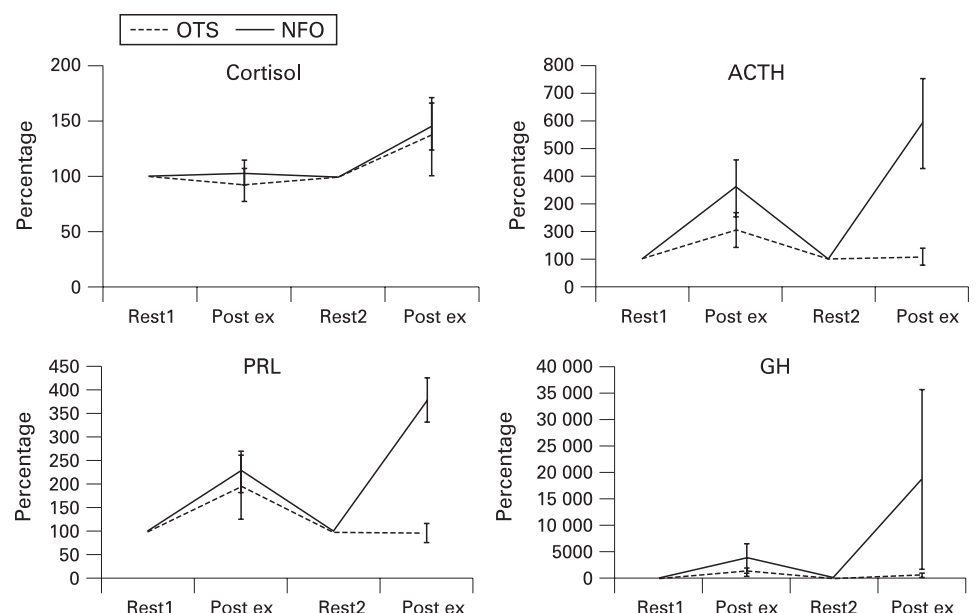 OTS NFO
Cortisol
Percentage
200
150
100
50
0
Rest1 Post ex Rest2 Post ex
ACTH
Percentage
800
700
600
500
400
200
300
100
0
Rest1 Post ex Rest2 Post ex
PRL
Percentage
450
400
350
300
250
200
150
100
50
0
Rest1 Post ex Rest2 Post ex
GH
Percentage
40 000
35 000
30 000
25 000
20 000
15 000
10 000
5000
0
Rest1 Post ex Rest2 Post ex